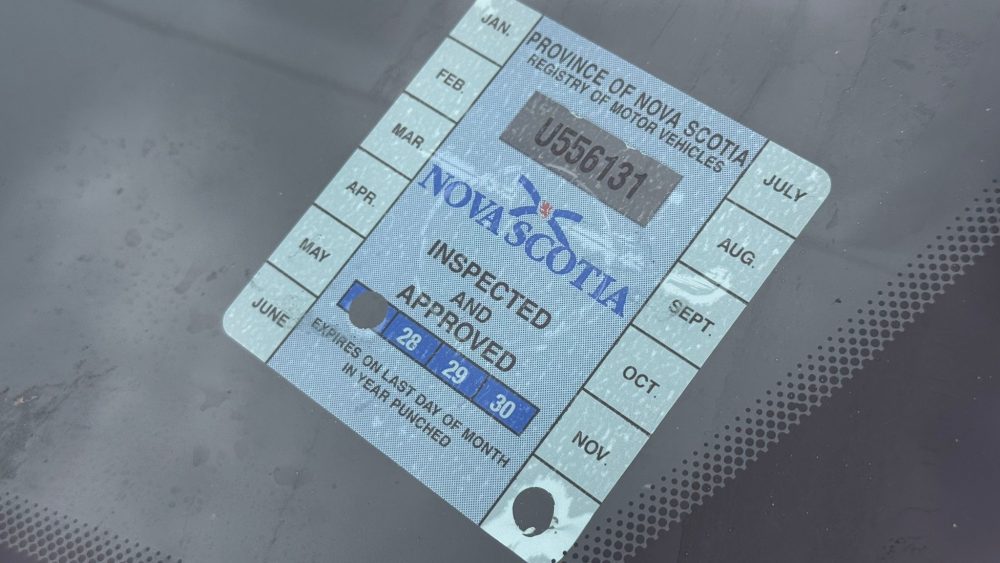 JAN.
FEB.
MAR.
APR.
MAY
JUNE
PROVINCE OF NOVA SCOTIA
REGISTRY OF MOTOR VEHICLES
U556131
NOVA SCOTIA
INSPECTED
AND
APPROVED
28 29 30
EXPIRES ON LAST DAY OF MONTH
IN YEAR PUNCHED
JULY
AUG.
SEPT.
OCT.
NOV.